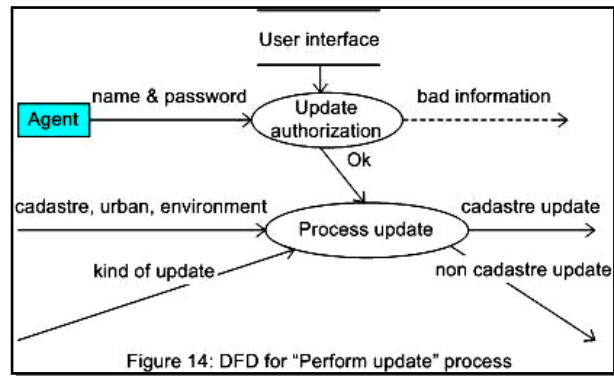 User interface
name & password
Agent
Update
authorization
bad information
Ok
cadastre, urban, environment
Process update
cadastre update
kind of update
non cadastre update
Figure 14: DFD for "Perform update" process